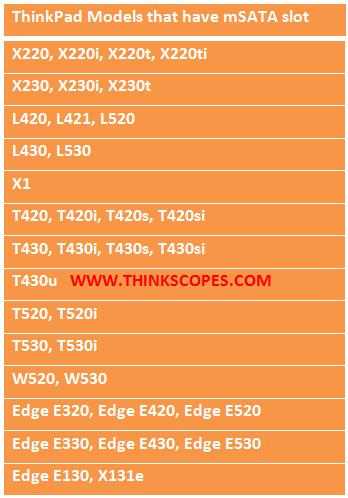 ThinkPad Models that have mSATA slot
X220, X220i, X220t, X220ti
X230, X230i, X230t
L420, L421, L520
L430, L530
X1
T420, T420i, T420s, T420si
T430, T430i, T430s, T430si
T430u WWW.THINKSCOPES.COM
T520, T520i
T530, T530i
W520, W530
Edge E320, Edge E420, Edge E520
Edge E330, Edge E430, Edge E530
Edge E130, X131e